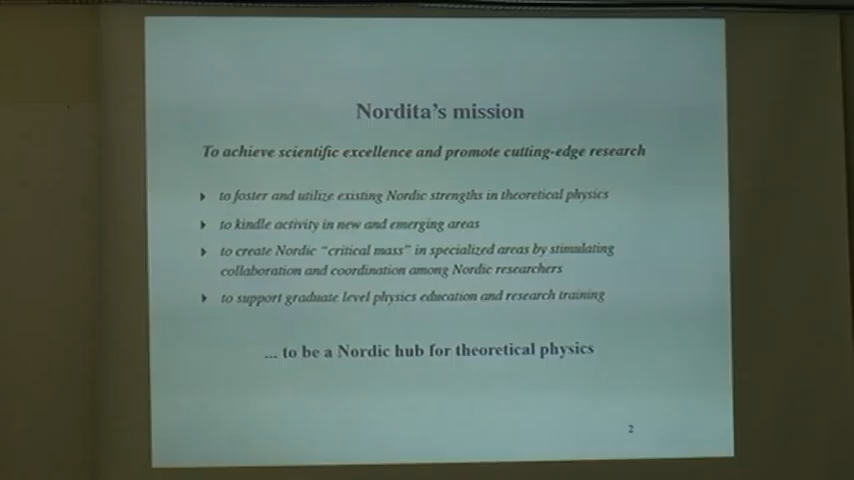 Nordita's mission
To achieve scientific excellence and promote cutting-edge research
to foster and utilize existing Nordic strengths in theoretical physics
to kindle activity in new and emerging areas
to create Nordic "critical mass" in specialized areas by stimulating
collaboration and coordination among Nordic researchers
to support graduate level physics education and research training
... to be a Nordic hub for theoretical physics
2